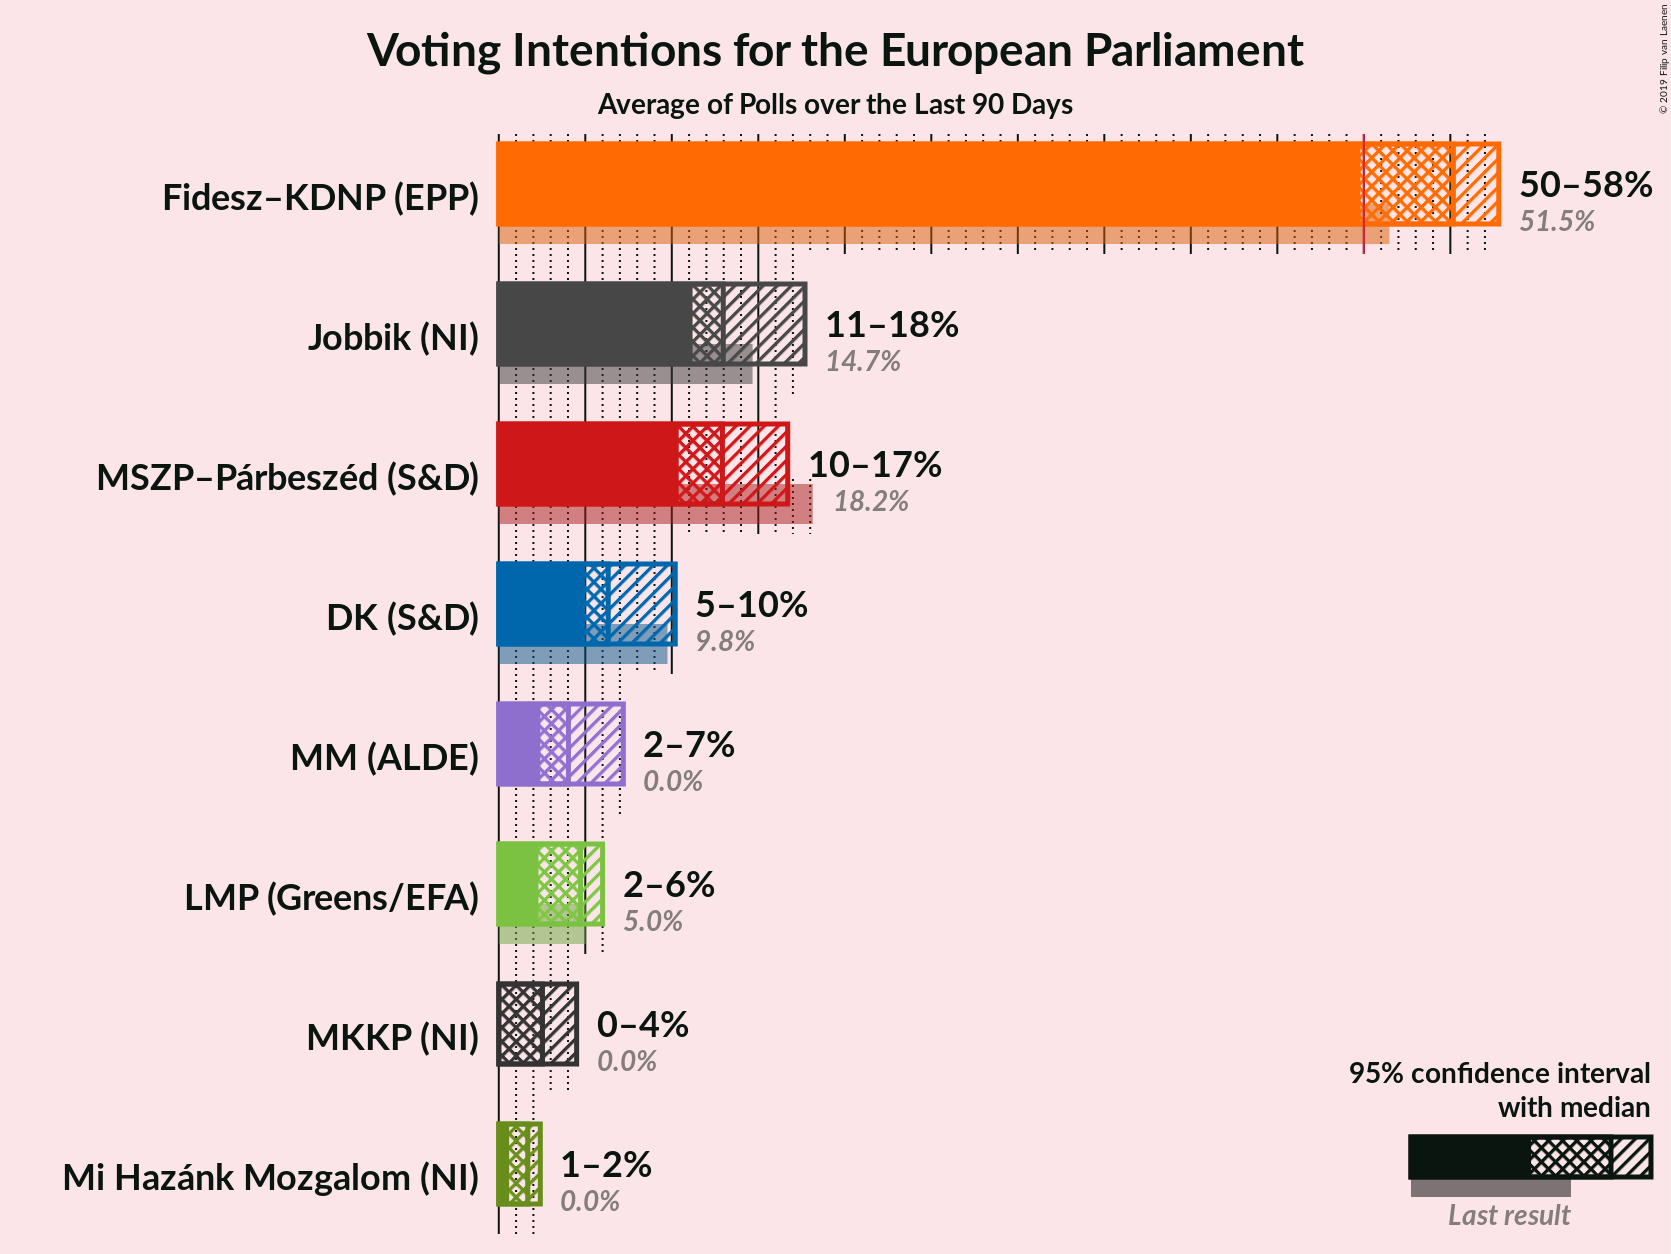 Voting Intentions for the European Parliament
Average of Polls over the Last 90 Days
© 2019 Filip van Laenen
Fidesz–KDNP (EPP)
50–58%
51.5%
Jobbik (NI)
11–18%
14.7%
MSZP–Párbeszéd (S&D)
10–17%
18.2%
DK (S&D)
5–10%
9.8%
MM (ALDE)
2–7%
0.0%
LMP (Greens/EFA)
2–6%
5.0%
MKKP (NI)
0–4%
0.0%
Mi Hazánk Mozgalom (NI)
1–2%
0.0%
95% confidence interval
with median
Last result